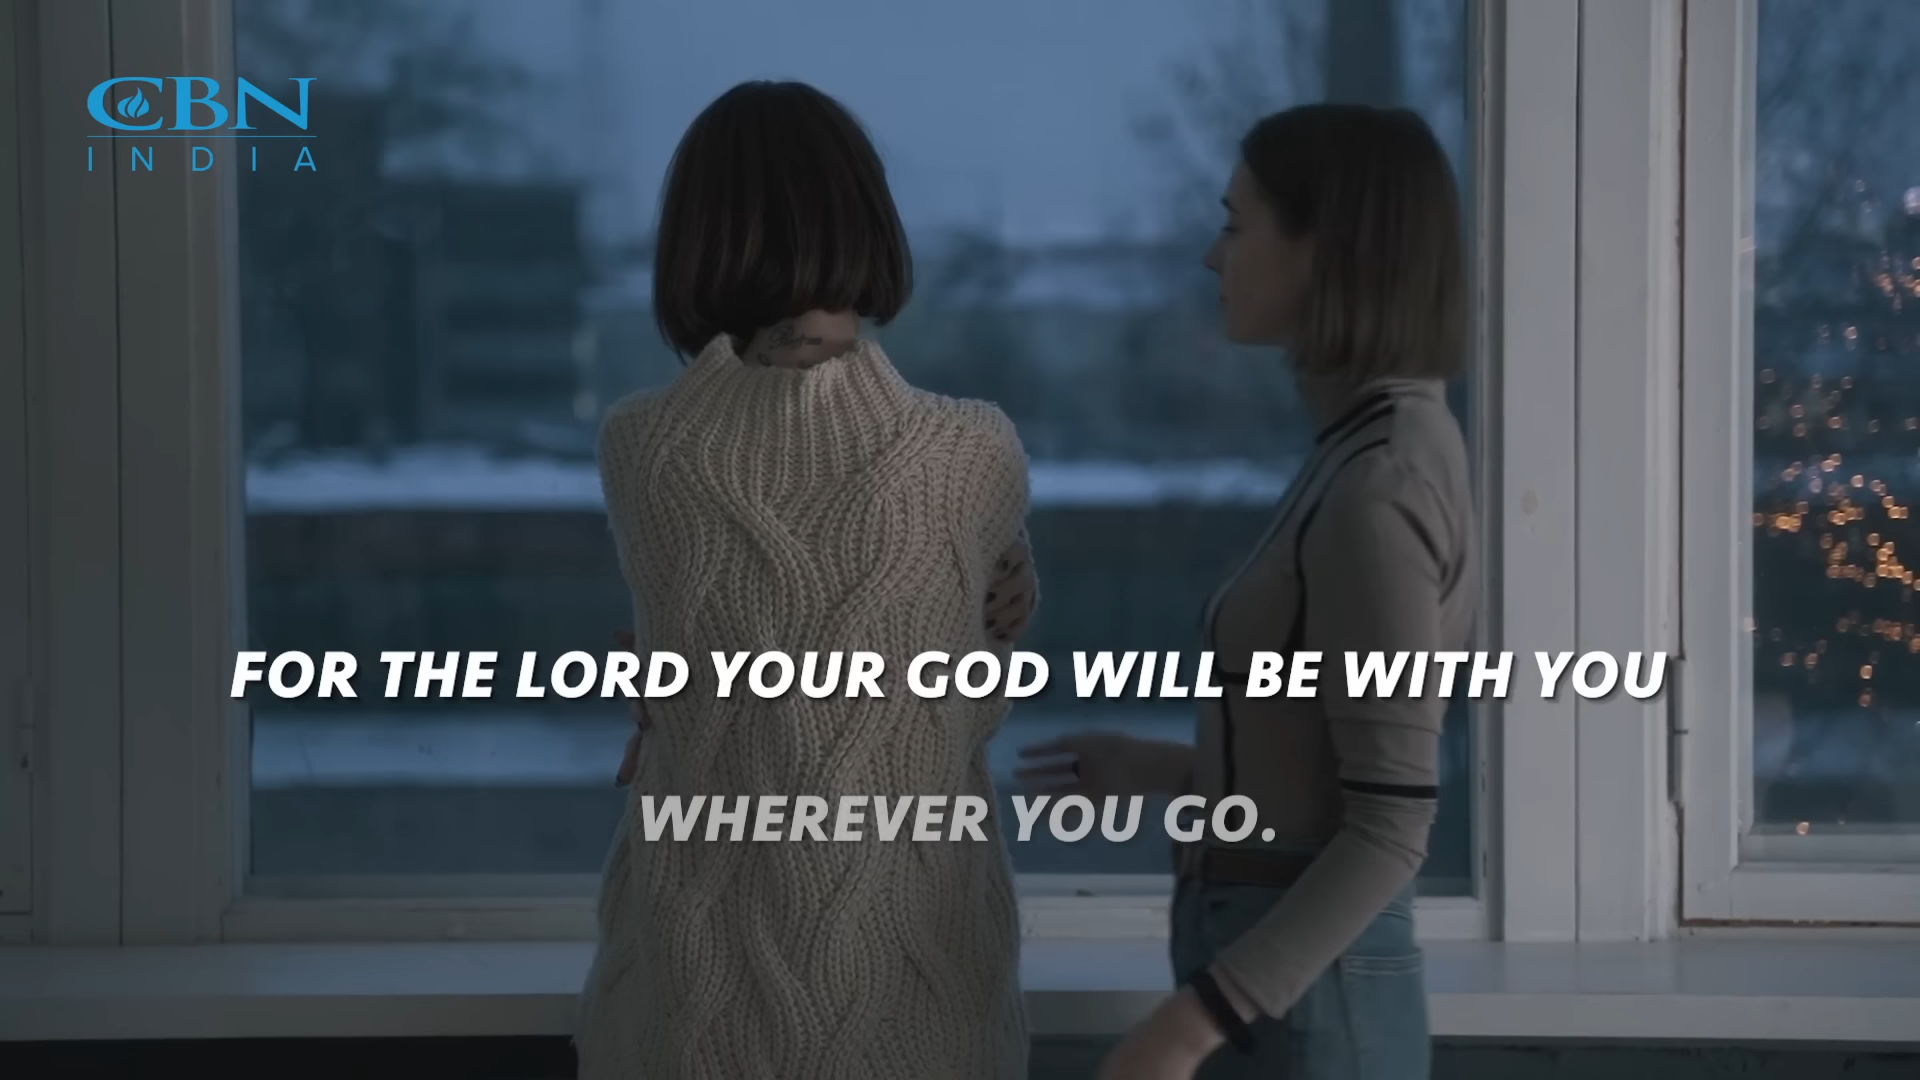 CBN
INDIA
FOR THE LORD YOUR GOD WILL BE WITH YOU
WHEREVER YOU GO.